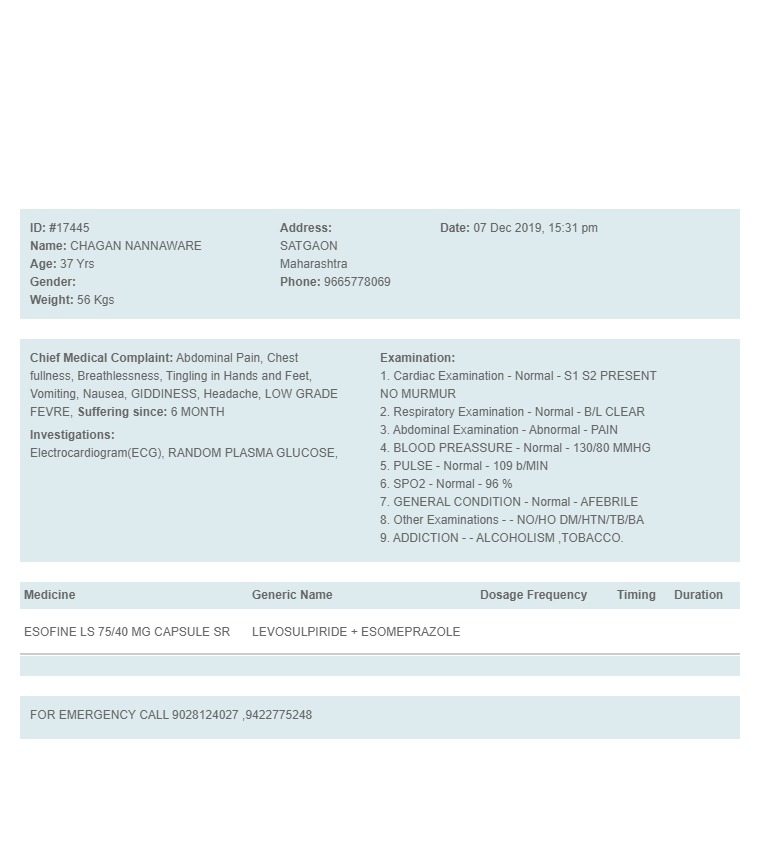 ID: #17445
Name: CHAGAN NANNAWARE
Age: 37 Yrs
Gender:
Weight: 56 Kgs
Address:
SATGAON
Maharashtra
Phone: 9665778069
Date: 07 Dec 2019, 15:31 pm
Chief Medical Complaint: Abdominal Pain, Chest
fullness, Breathlessness, Tingling in Hands and Feet,
Vomiting, Nausea, GIDDINESS, Headache, LOW GRADE
FEVRE, Suffering since: 6 MONTH
Investigations:
Electrocardiogram(ECG), RANDOM PLASMA GLUCOSE,
Examination:
1. Cardiac Examination - Normal - S1 S2 PRESENT
NO MURMUR
2. Respiratory Examination - Normal - B/L CLEAR
3. Abdominal Examination - Abnormal - PAIN
4. BLOOD PREASSURE - Normal - 130/80 MMHG
5. PULSE - Normal - 109 b/MIN
6. SPO2 - Normal - 96 %
7. GENERAL CONDITION - Normal - AFEBRILE
8. Other Examinations - - NO/HO DM/HTN/TB/BA
9. ADDICTION - - ALCOHOLISM ,TOBACCO.
Medicine Generic Name Dosage Frequency Timing Duration
ESOFINE LS 75/40 MG CAPSULE SR LEVOSULPIRIDE + ESOMEPRAZOLE
FOR EMERGENCY CALL 9028124027 ,9422775248